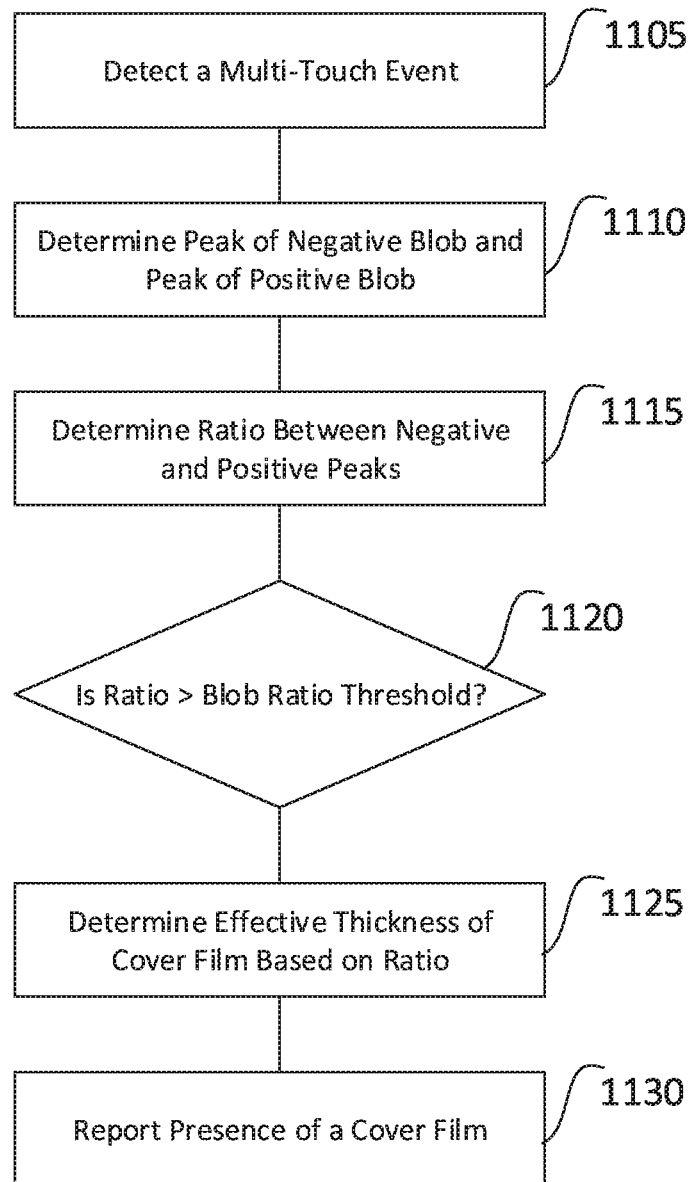 1105
Detect a Multi-Touch Event
1110
Determine Peak of Negative Blob and
Peak of Positive Blob
1115
Determine Ratio Between Negative
and Positive Peaks
1120
Is Ratio > Blob Ratio Threshold?
1125
Determine Effective Thickness of
Cover Film Based on Ratio
1130
Report Presence of a Cover Film